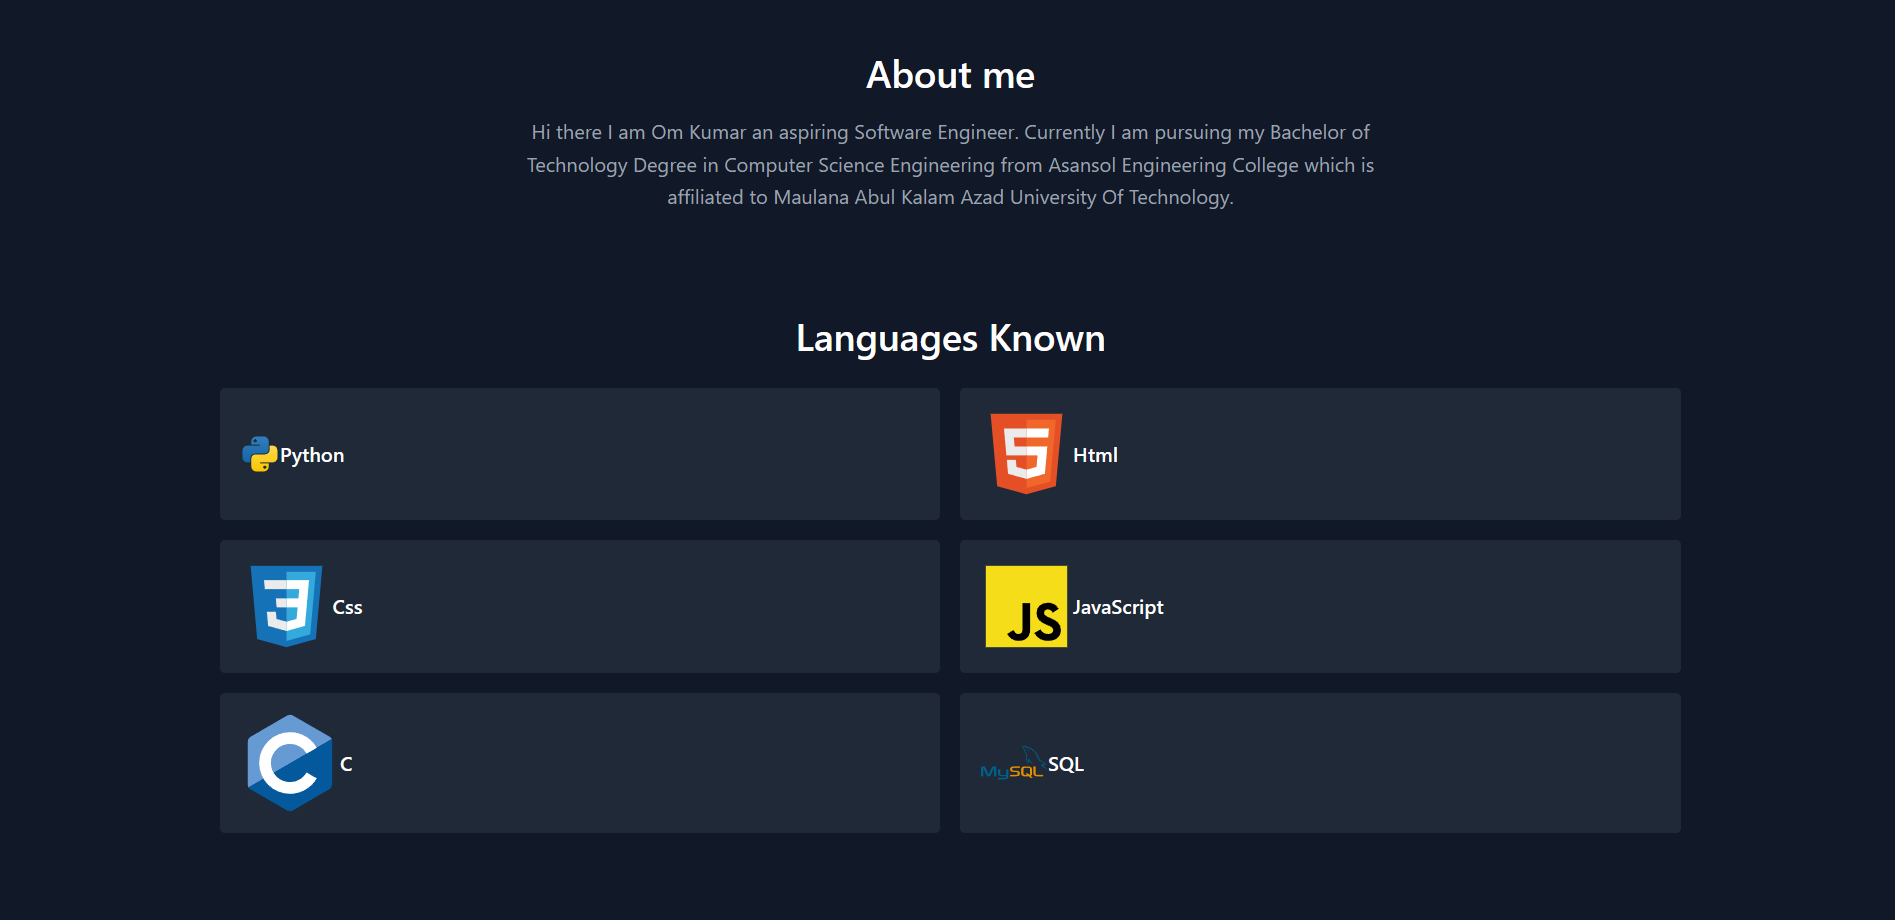 About me
Hi there I am Om Kumar an aspiring Software Engineer. Currently I am pursuing my Bachelor of
Technology Degree in Computer Science Engineering from Asansol Engineering College which is
affiliated to Maulana Abul Kalam Azad University Of Technology.
Languages Known
Python
5 Html
3 Css
JS JavaScript
C C
MySQL SQL